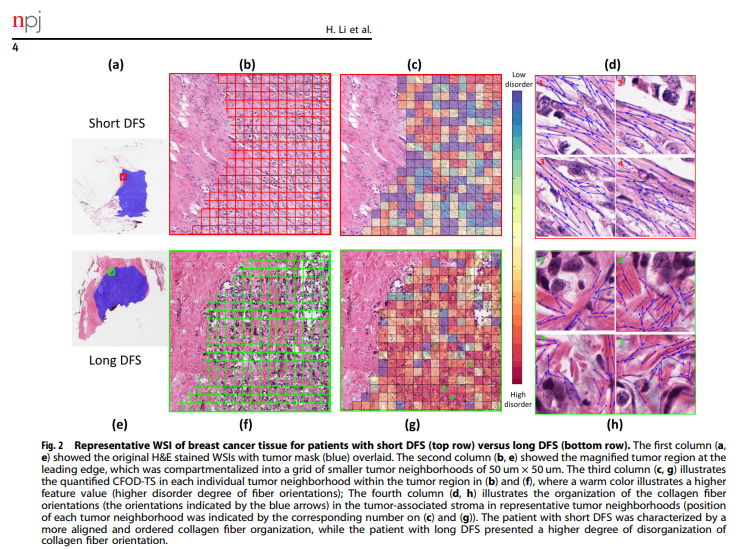 npj
H. Li et al.
4
(a)
(b)
(c)
(d)
Short DFS
Low
disorder
1
2
3
4
Long DFS
High
disorder
(e)
(f)
(g)
(h)
Fig. 2 Representative WSI of breast cancer tissue for patients with short DFS (top row) versus long DFS (bottom row). The first column (a,
e) showed the original H&E stained WSIs with tumor mask (blue) overlaid. The second column (b, e) showed the magnified tumor region at the
leading edge, which was compartmentalized into a grid of smaller tumor neighborhoods of 50 um × 50 um. The third column (c, g) illustrates
the quantified CFOD-TS in each individual tumor neighborhood within the tumor region in (b) and (f), where a warm color illustrates a higher
feature value (higher disorder degree of fiber orientations); The fourth column (d, h) illustrates the organization of the collagen fiber
orientations (the orientations indicated by the blue arrows) in the tumor-associated stroma in representative tumor neighborhoods (position
of each tumor neighborhood was indicated by the corresponding number on (c) and (g)). The patient with short DFS was characterized by a
more aligned and ordered collagen fiber organization, while the patient with long DFS presented a higher degree of disorganization of
collagen fiber orientation.